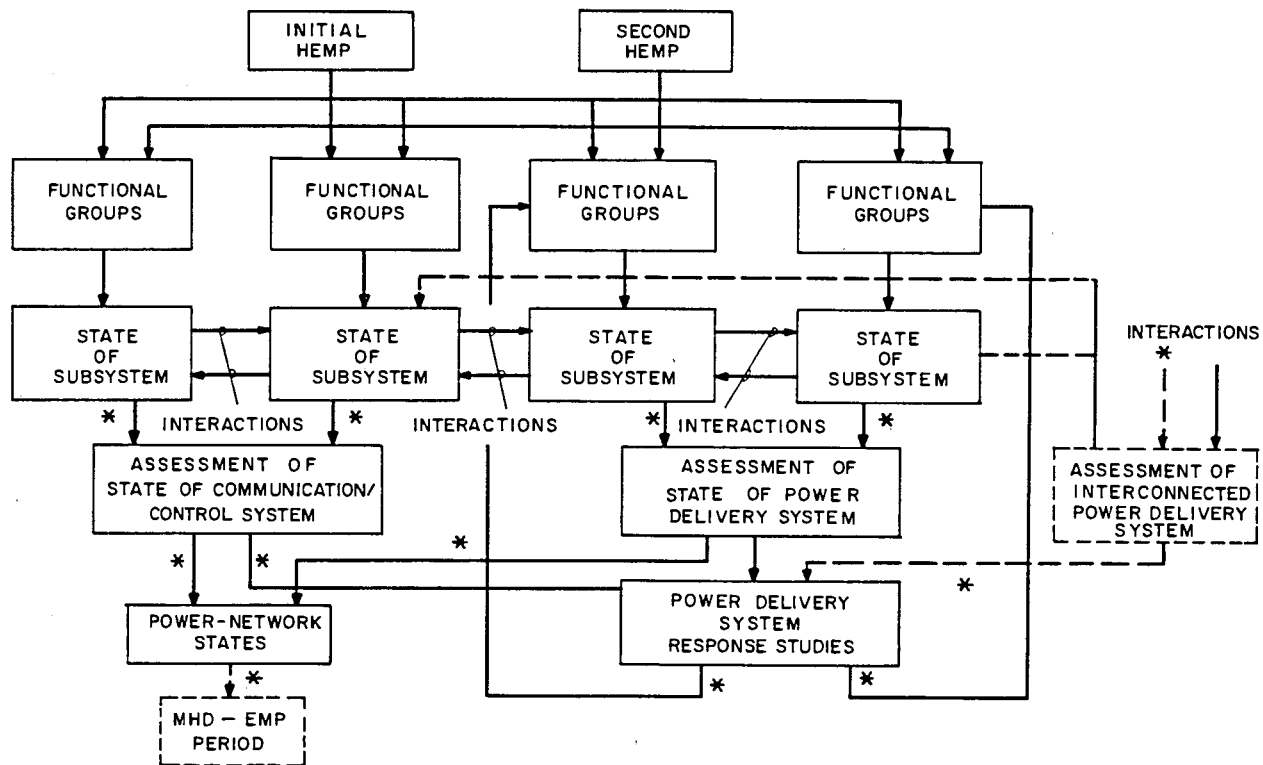 INITIAL
HEMP
SECOND
HEMP
FUNCTIONAL
GROUPS
FUNCTIONAL
GROUPS
FUNCTIONAL
GROUPS
FUNCTIONAL
GROUPS
STATE
OF
SUBSYSTEM
STATE
OF
SUBSYSTEM
STATE
OF
SUBSYSTEM
STATE
OF
SUBSYSTEM
INTERACTIONS
*
*
*
*
*
INTERACTIONS
INTERACTIONS
INTERACTIONS
ASSESSMENT OF
STATE OF COMMUNICATION/
CONTROL SYSTEM
ASSESSMENT OF
STATE OF POWER
DELIVERY SYSTEM
ASSESSMENT OF
INTERCONNECTED
POWER DELIVERY
SYSTEM
*
*
*
*
POWER-NETWORK
STATES
POWER DELIVERY
SYSTEM
RESPONSE STUDIES
*
*
*
MHD - EMP
PERIOD